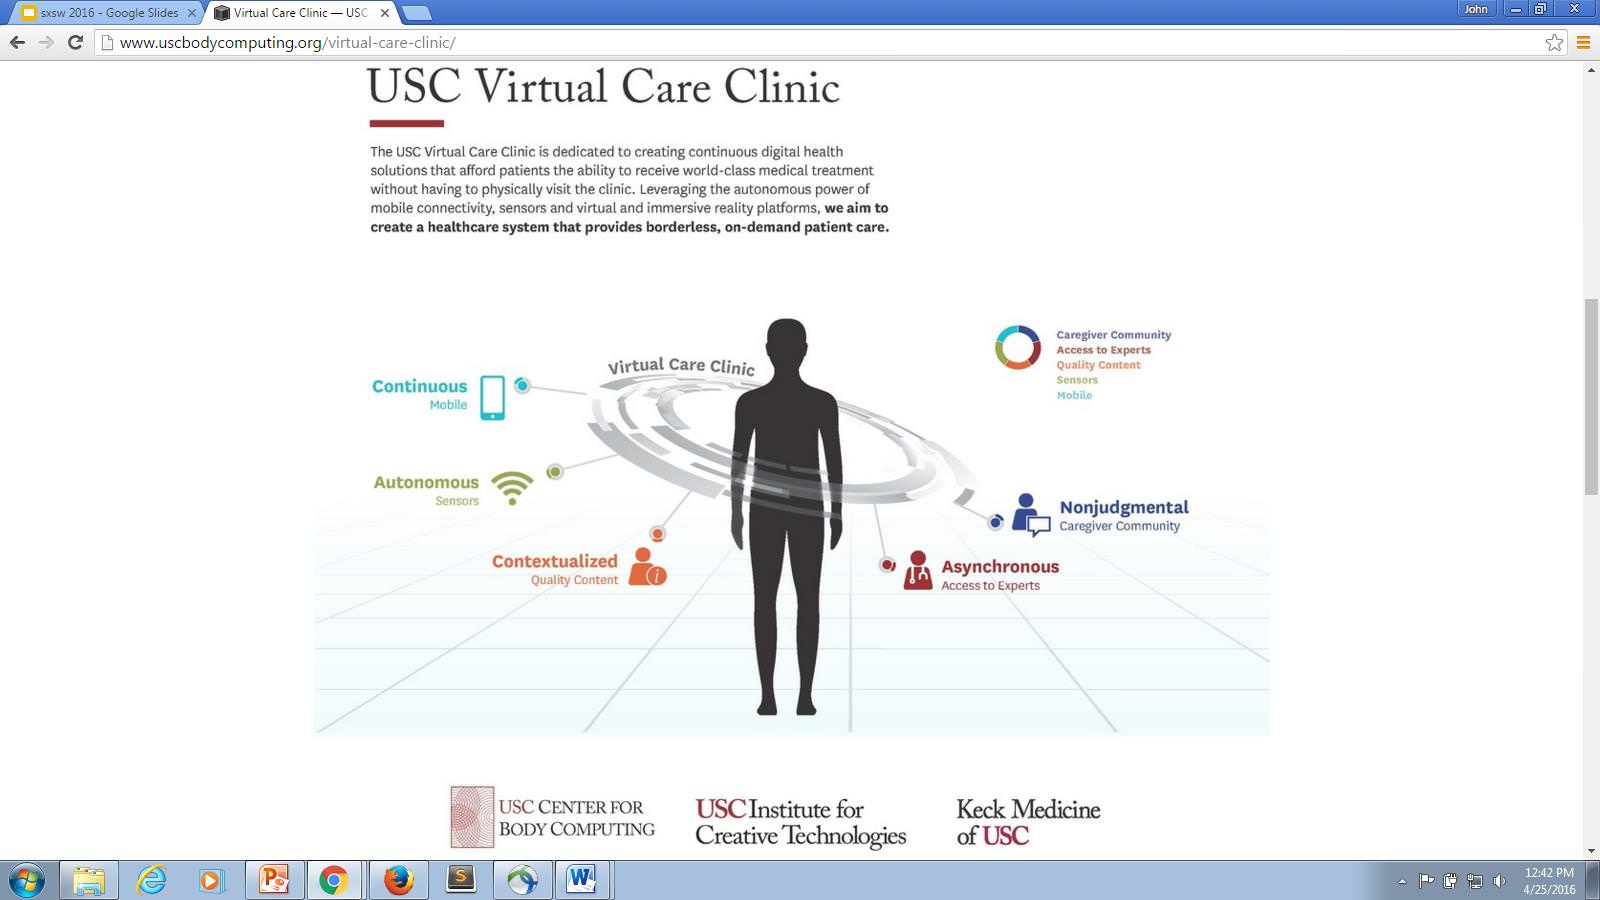 sxsw 2016 - Google Slides
Virtual Care Clinic — USC
John
www.uscbodycomputing.org/virtual-care-clinic/
USC Virtual Care Clinic
The USC Virtual Care Clinic is dedicated to creating continuous digital health
solutions that afford patients the ability to receive world-class medical treatment
without having to physically visit the clinic. Leveraging the autonomous power of
mobile connectivity, sensors and virtual and immersive reality platforms, we aim to
create a healthcare system that provides borderless, on-demand patient care.
Virtual Care Clinic
Caregiver Community
Access to Experts
Quality Content
Sensors
Mobile
Continuous
Mobile
Autonomous
Sensors
Contextualized
Quality Content
Nonjudgmental
Caregiver Community
Asynchronous
Access to Experts
USC CENTER FOR
BODY COMPUTING
USC Institute for
Creative Technologies
Keck Medicine
of USC
12:42 PM
4/25/2016